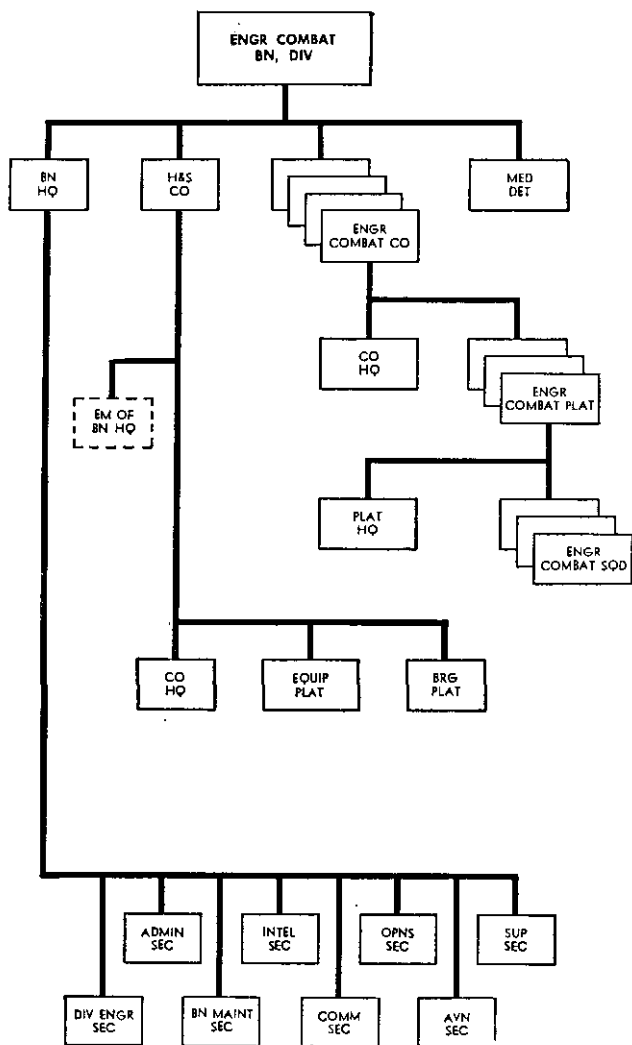 ENGR COMBAT
BN, DIV
BN
HQ
H&S
CO
ENGR
COMBAT CO
MED
DET
CO
HQ
ENGR
COMBAT PLAT
EM OF
BN HQ
PLAT
HQ
ENGR
COMBAT SQD
CO
HQ
EQUIP
PLAT
BRG
PLAT
ADMIN
SEC
INTEL
SEC
OPNS
SEC
SUP
SEC
DIV ENGR
SEC
BN MAINT
SEC
COMM
SEC
AVN
SEC